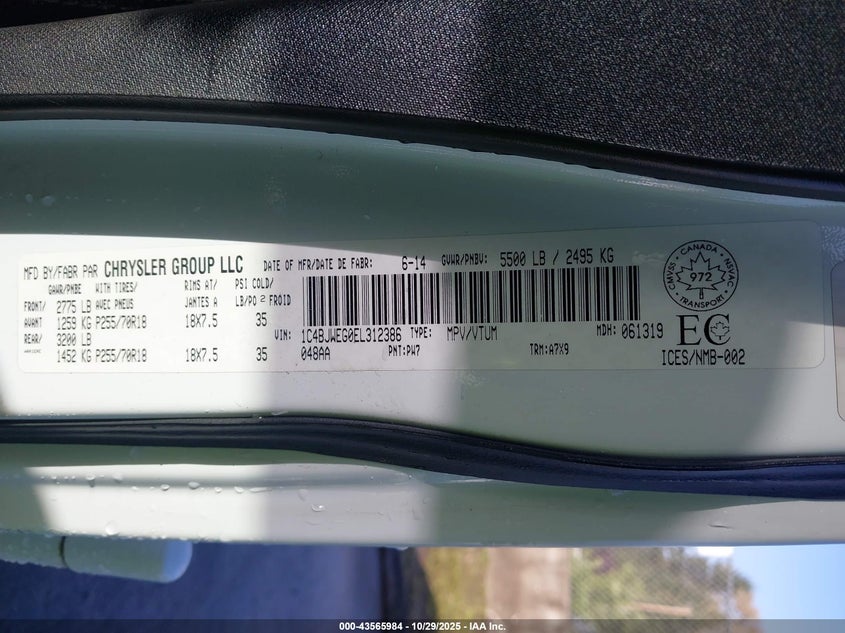 MFD BY/FABR PAR CHRYSLER GROUP LLC DATE OF MFR/DATE DE FABR: 6-14 GVWR/PNBV: 5500 LB / 2495 KG
GAWR/PNBE WITH TIRES/ RIMS AT/ PSI COLD/
FRONT/ 2775 LB AVEC PNEUS JANTES A LB/PO 2 FROID
AVANT 1259 KG P255/70R18 18X7.5 35
REAR/ 3200 LB
1452 KG P255/70R18 18X7.5 35
VIN: 1C4BJWEG0EL312386 TYPE: MPV/VTUM MDH: 061319
048AA PNT: PW7 TRM: A7X9
CANADA
972
TRANSPORT
NSVAC
CMVSS
EC
ICES/NMB-002
000-43565984 - 10/29/2025 - IAA Inc.